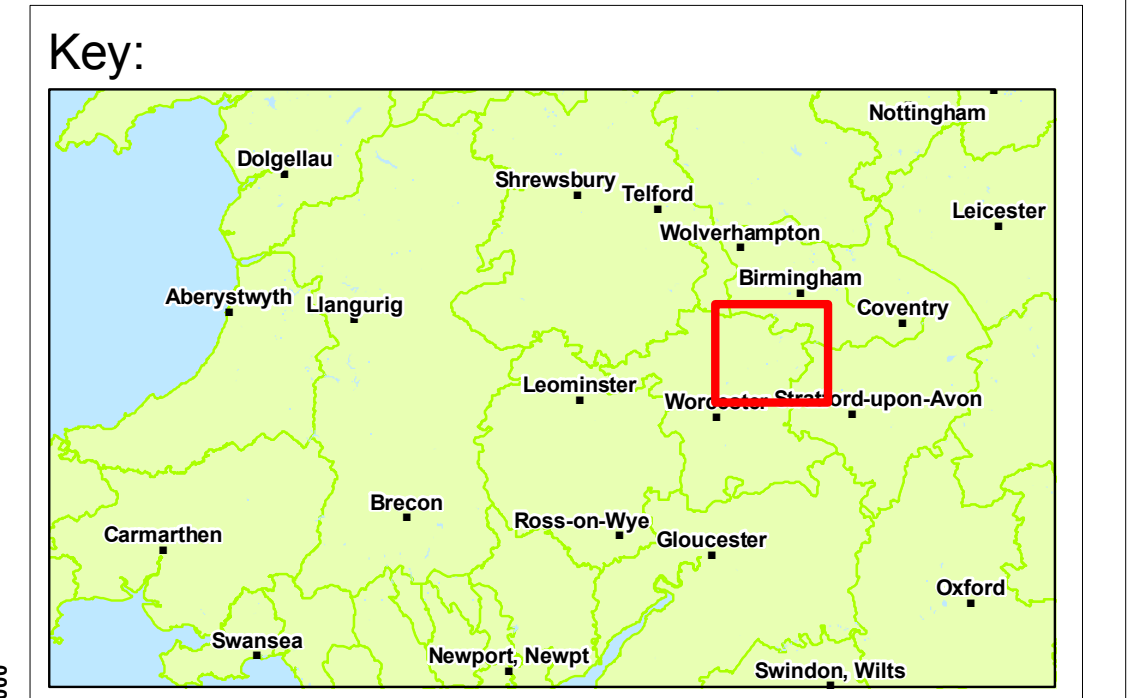 Key:
Nottingham
Dolgellau
Shrewsbury
Telford
Leicester
Wolverhampton
Birmingham
Aberystwyth
Llangurig
Coventry
Leominster
Worcester
Stratford-upon-Avon
Brecon
Ross-on-Wye
Carmarthen
Gloucester
Oxford
Swansea
Newport, Newpt
Swindon, Wilts